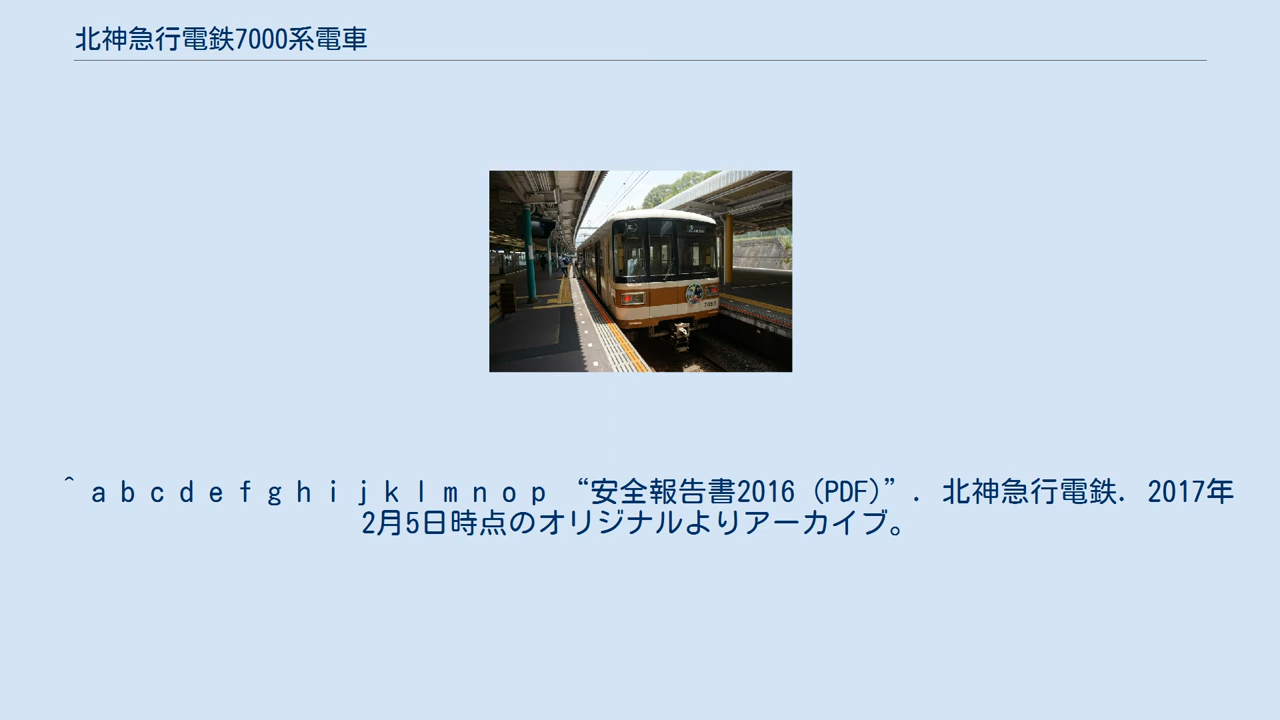 北神急行電鉄7000系電車
^ a b c d e f g h i j k l m n o p “安全報告書2016（PDF）”. 北神急行電鉄. 2017年
2月5日時点のオリジナルよりアーカイブ。